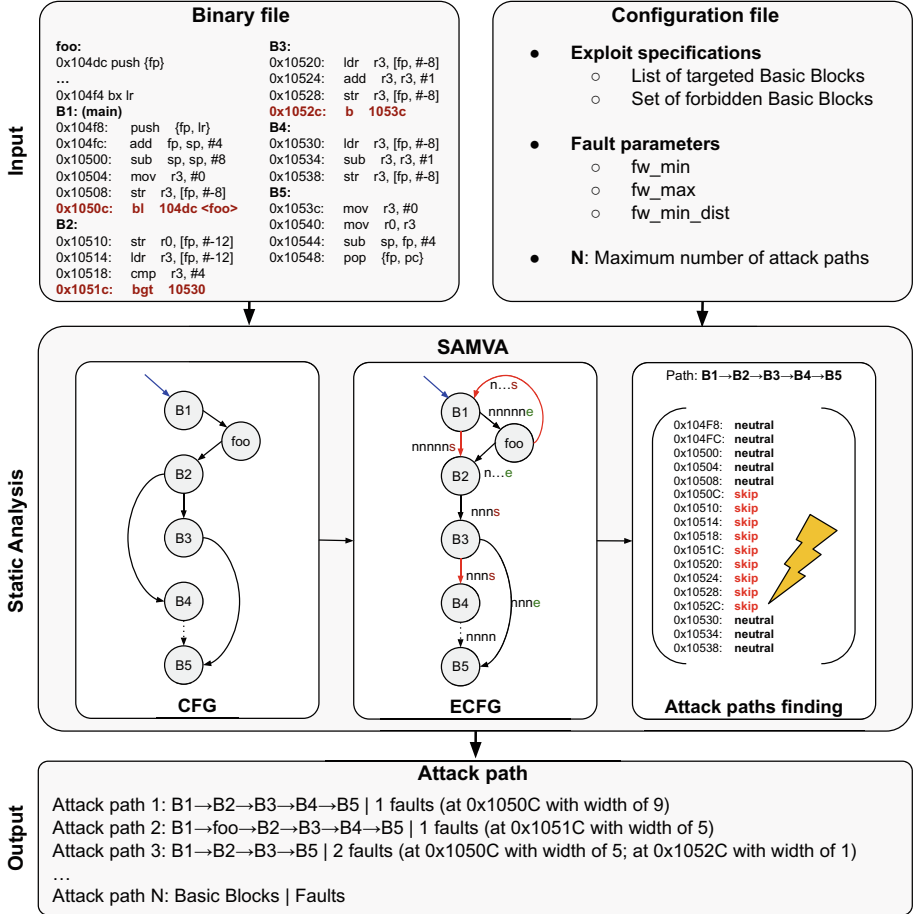 Input
Binary file
foo:
0x104dc push {fp}
...
0x104f4 bx lr
B1: (main)
0x104f8: push {fp, lr}
0x104fc: add fp, sp, #4
0x10500: sub sp, sp, #8
0x10504: mov r3, #0
0x10508: str r3, [fp, #-8]
0x1050c: bl 104dc <foo>
B2:
0x10510: str r0, [fp, #-12]
0x10514: ldr r3, [fp, #-12]
0x10518: cmp r3, #4
0x1051c: bgt 10530
B3:
0x10520: ldr r3, [fp, #-8]
0x10524: add r3, r3, #1
0x10528: str r3, [fp, #-8]
0x1052c: b 1053c
B4:
0x10530: ldr r3, [fp, #-8]
0x10534: sub r3, r3, #1
0x10538: str r3, [fp, #-8]
B5:
0x1053c: mov r3, #0
0x10540: mov r0, r3
0x10544: sub sp, fp, #4
0x10548: pop {fp, pc}
Configuration file
● Exploit specifications
○ List of targeted Basic Blocks
○ Set of forbidden Basic Blocks
● Fault parameters
○ fw_min
○ fw_max
○ fw_min_dist
● N: Maximum number of attack paths
Static Analysis
SAMVA
B1
foo
B2
B3
B4
B5
CFG
n...s
B1
nnnnne
foo
nnnnns
B2
n...e
nnns
B3
nnns
nnne
B4
nnnn
B5
ECFG
Path: B1→B2→B3→B4→B5
0x104F8: neutral
0x104FC: neutral
0x10500: neutral
0x10504: neutral
0x10508: neutral
0x1050C: skip
0x10510: skip
0x10514: skip
0x10518: skip
0x1051C: skip
0x10520: skip
0x10524: skip
0x10528: skip
0x1052C: skip
0x10530: neutral
0x10534: neutral
0x10538: neutral
Attack paths finding
Output
Attack path
Attack path 1: B1→B2→B3→B4→B5 | 1 faults (at 0x1050C with width of 9)
Attack path 2: B1→foo→B2→B3→B4→B5 | 1 faults (at 0x1051C with width of 5)
Attack path 3: B1→B2→B3→B5 | 2 faults (at 0x1050C with width of 5; at 0x1052C with width of 1)
...
Attack path N: Basic Blocks | Faults